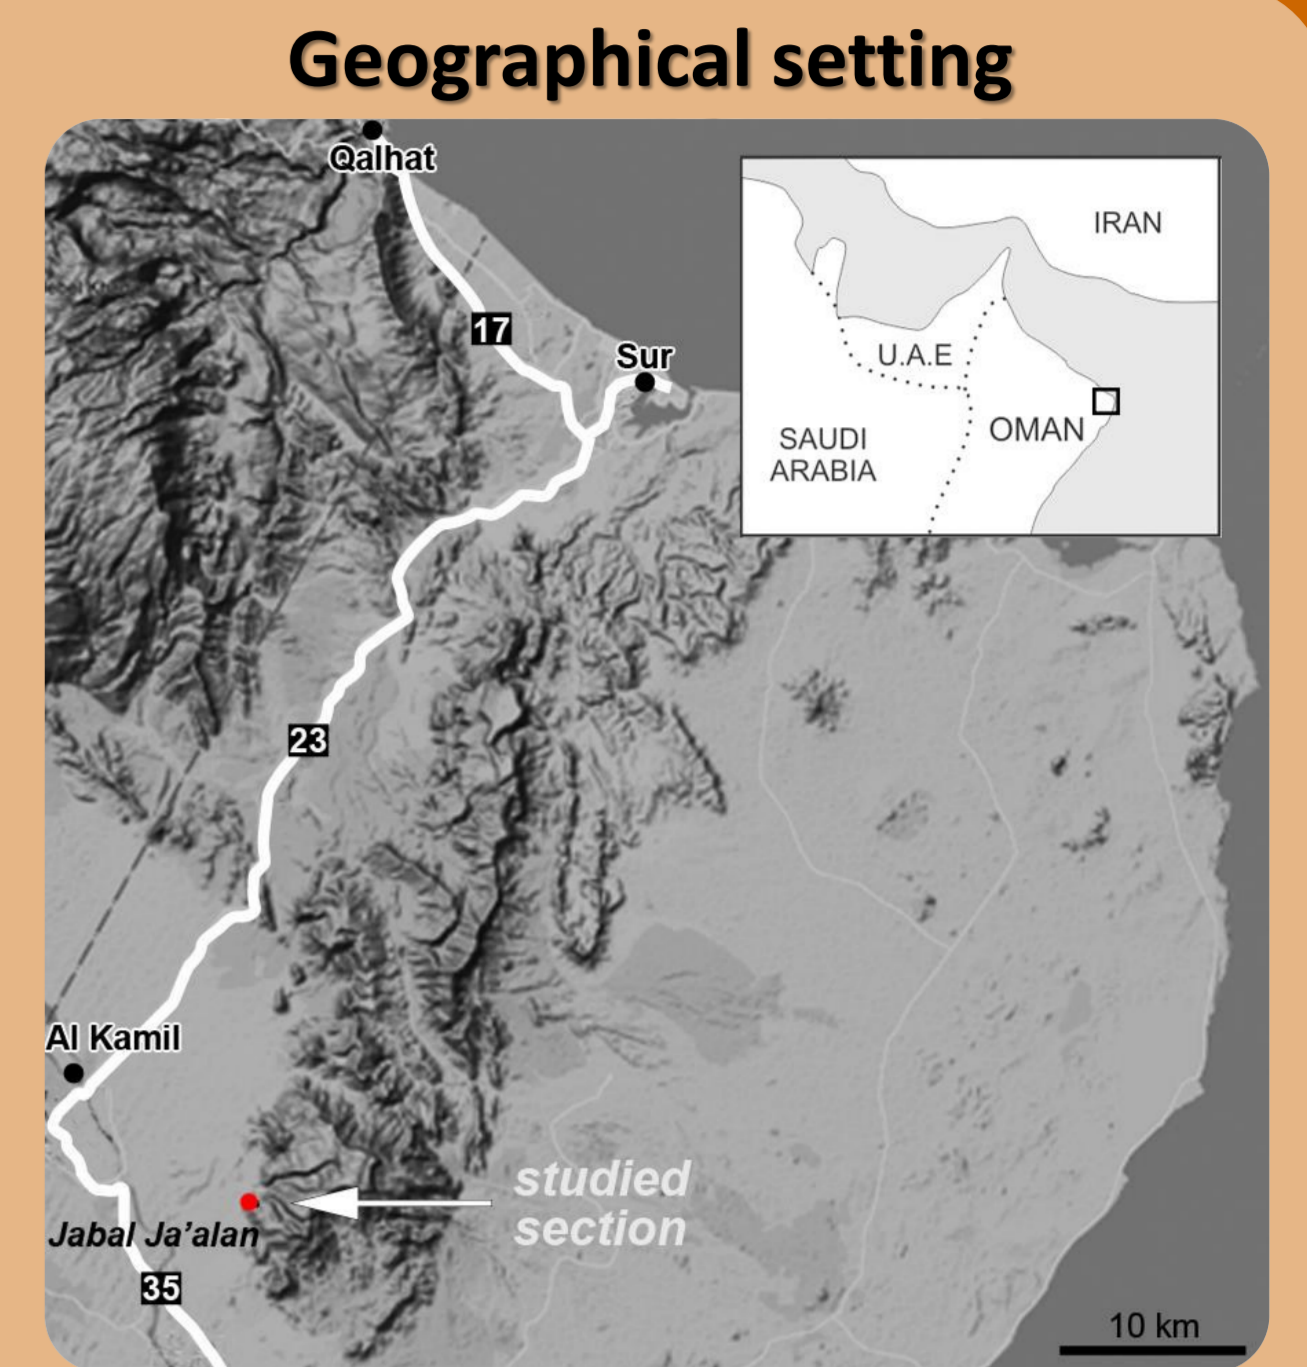 Geographical setting
Qalhat
IRAN
17
Sur
U.A.E
OMAN
SAUDI
ARABIA
23
Al Kamil
studied
section
Jabal Ja’alan
35
10 km